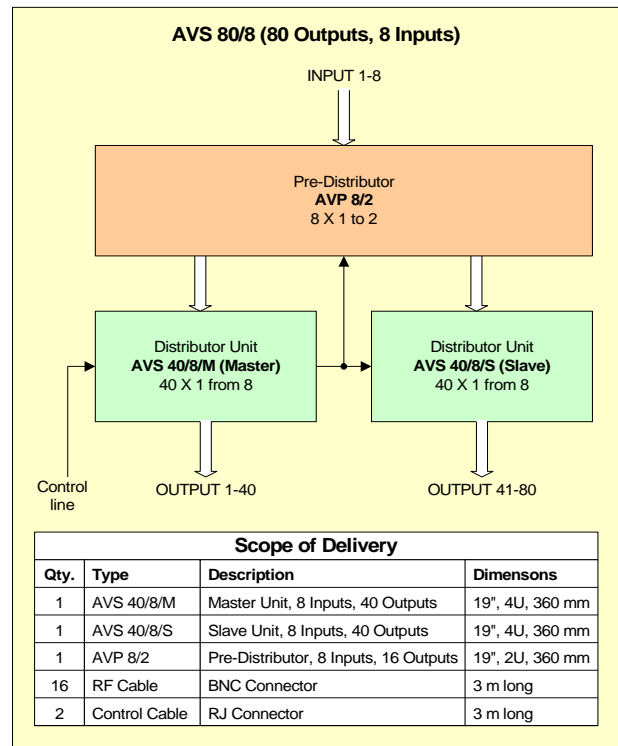 AVS 80/8 (80 Outputs, 8 Inputs)
INPUT 1-8
Pre-Distributor
AVP 8/2
8 X 1 to 2
Distributor Unit
AVS 40/8/M (Master)
40 X 1 from 8
Distributor Unit
AVS 40/8/S (Slave)
40 X 1 from 8
Control
line
OUTPUT 1-40
OUTPUT 41-80
Scope of Delivery
Qty. Type Description Dimensons
1 AVS 40/8/M Master Unit, 8 Inputs, 40 Outputs 19", 4U, 360 mm
1 AVS 40/8/S Slave Unit, 8 Inputs, 40 Outputs 19", 4U, 360 mm
1 AVP 8/2 Pre-Distributor, 8 Inputs, 16 Outputs 19", 2U, 360 mm
16 RF Cable BNC Connector 3 m long
2 Control Cable RJ Connector 3 m long